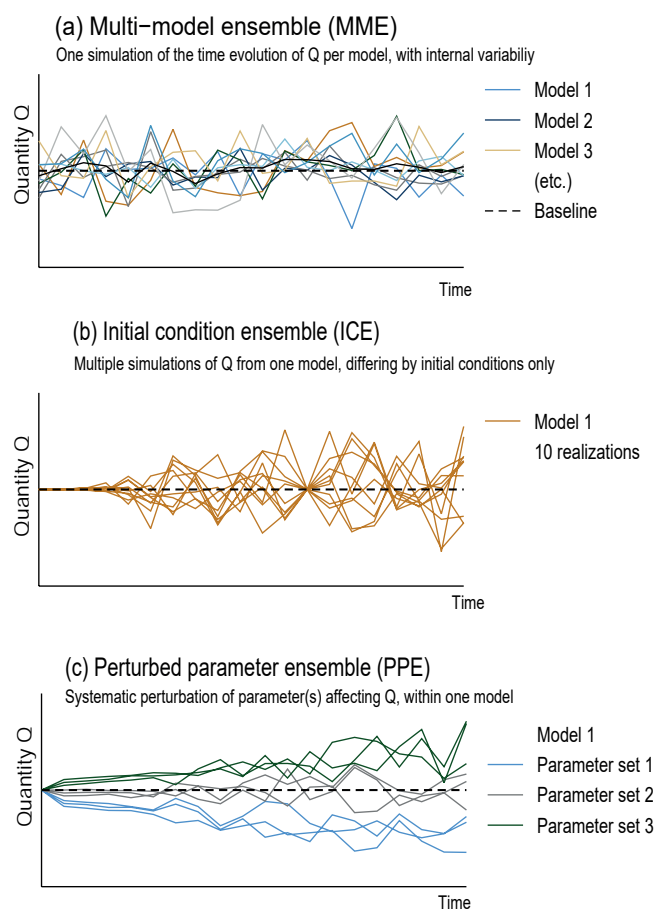 (a) Multi−model ensemble (MME)
One simulation of the time evolution of Q per model, with internal variabiliy
Quantity Q
Model 1
Model 2
Model 3
(etc.)
Baseline
Time
(b) Initial condition ensemble (ICE)
Multiple simulations of Q from one model, differing by initial conditions only
Quantity Q
Model 1
10 realizations
Time
(c) Perturbed parameter ensemble (PPE)
Systematic perturbation of parameter(s) affecting Q, within one model
Quantity Q
Model 1
Parameter set 1
Parameter set 2
Parameter set 3
Time